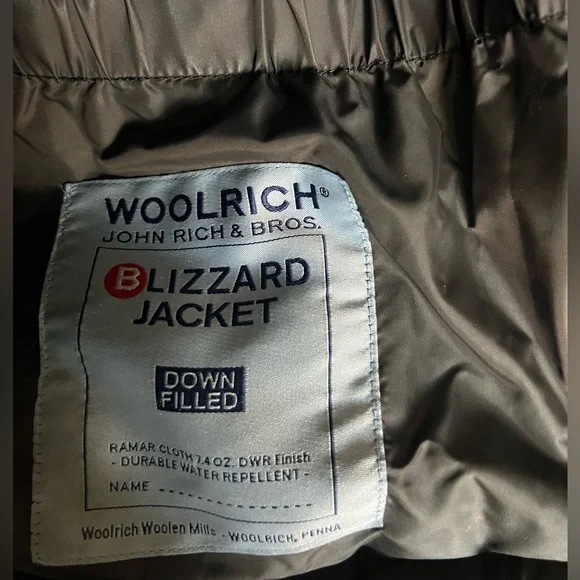 WOOLRICH®
JOHN RICH & BROS.
BLIZZARD
JACKET
DOWN
FILLED
RAMAR CLOTH 7.4 OZ. DWR Finish
- DURABLE WATER REPELLENT -
NAME
Woolrich Woolen Mills - WOOLRICH, PENNA